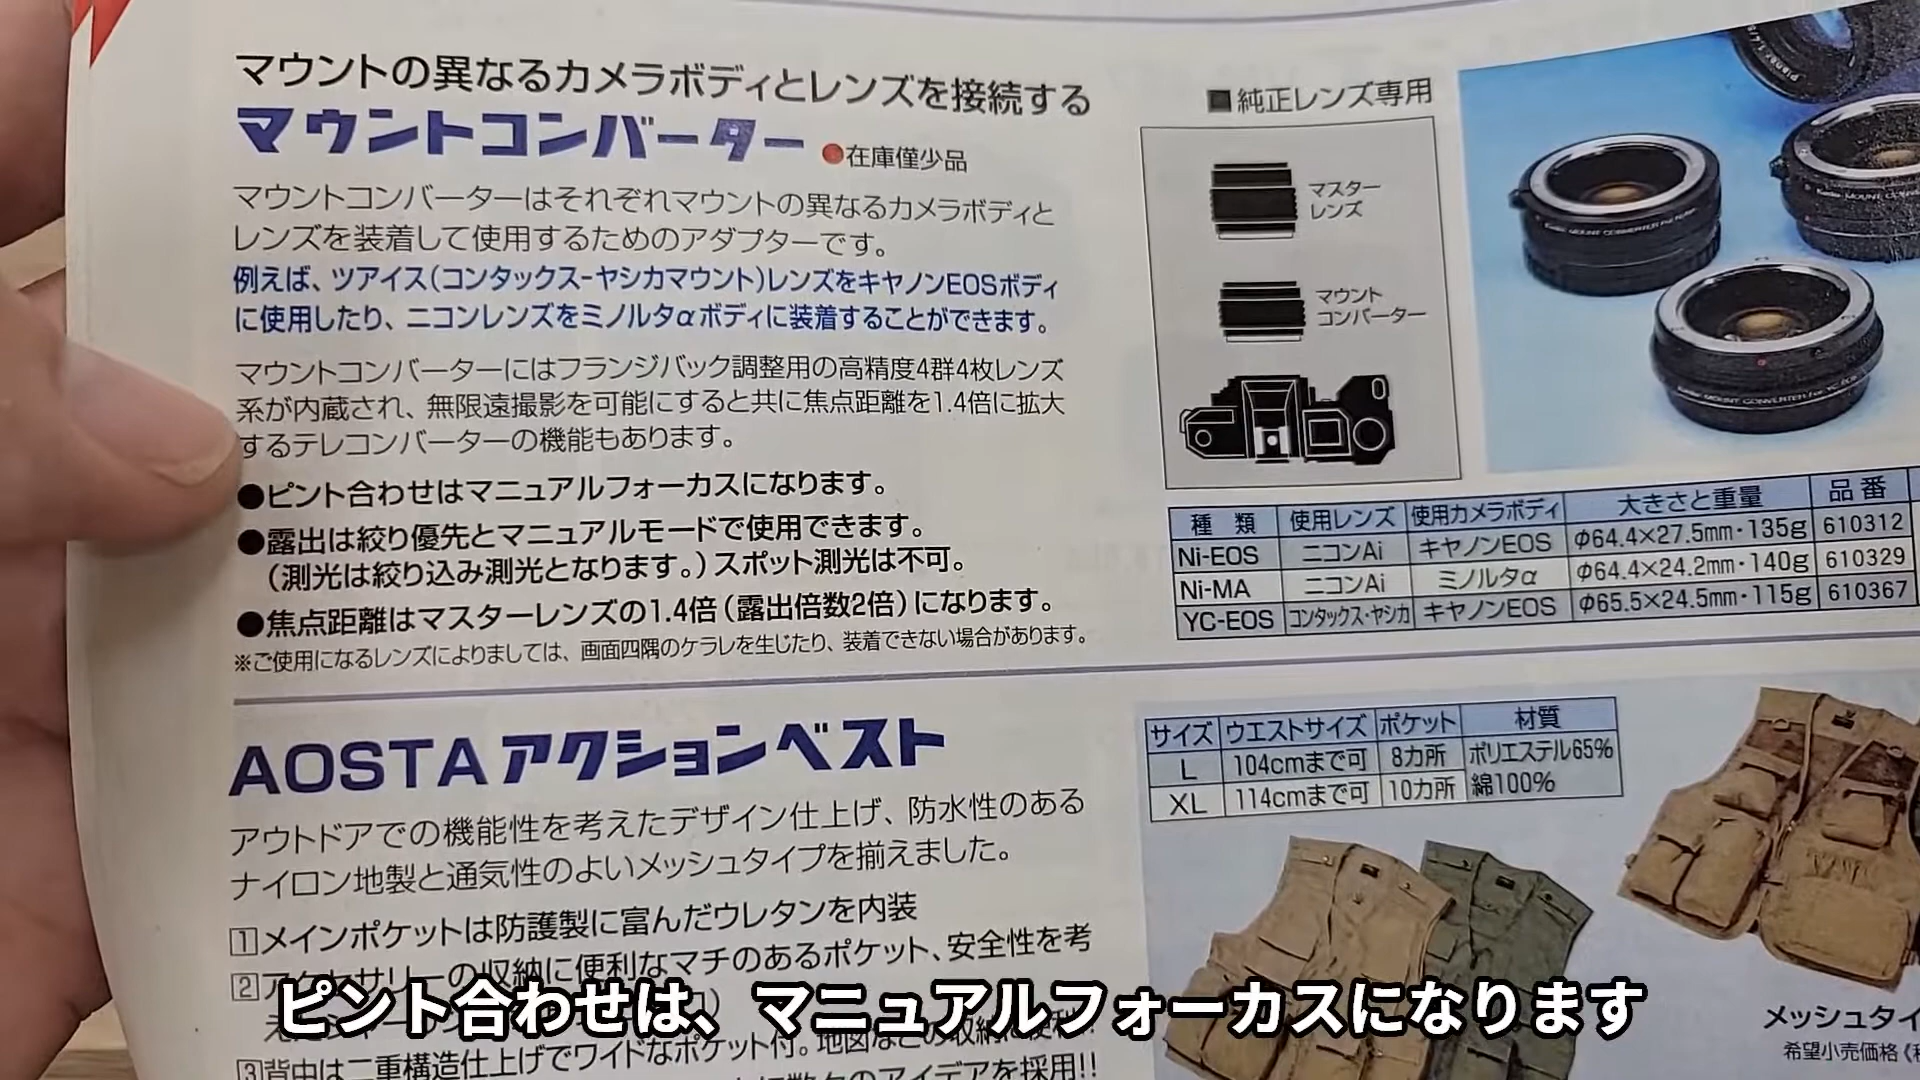 マウントの異なるカメラボディとレンズを接続する
マウントコンバーター ●在庫僅少品
マウントコンバーターはそれぞれマウントの異なるカメラボディと
レンズを装着して使用するためのアダプターです。
例えば、ツアイス(コンタックス-ヤシカマウント)レンズをキヤノンEOSボディ
に使用したり、ニコンレンズをミノルタαボディに装着することができます。
マウントコンバーターにはフランジバック調整用の高精度4群4枚レンズ
系が内蔵され、無限遠撮影を可能にすると共に焦点距離を1.4倍に拡大
するテレコンバーターの機能もあります。
●ピント合わせはマニュアルフォーカスになります。
●露出は絞り優先とマニュアルモードで使用できます。
(測光は絞り込み測光となります。)スポット測光は不可。
●焦点距離はマスターレンズの1.4倍(露出倍数2倍)になります。
※ご使用になるレンズによりましては、画面四隅のケラレを生じたり、装着できない場合があります。
■純正レンズ専用
マスター
レンズ
マウント
コンバーター
種 類 使用レンズ 使用カメラボディ 大きさと重量 品 番
Ni-EOS ニコンAi キヤノンEOS φ64.4×27.5mm・135g 610312
Ni-MA ニコンAi ミノルタα φ64.4×24.2mm・140g 610329
YC-EOS コンタックス・ヤシカ キヤノンEOS φ65.5×24.5mm・115g 610367
AOSTAアクションベスト
アウトドアでの機能性を考えたデザイン仕上げ、防水性のある
ナイロン地製と通気性のよいメッシュタイプを揃えました。
1メインポケットは防護製に富んだウレタンを内装
2アクセサリーの収納に便利なマチのあるポケット、安全性を考
3背中は二重構造仕上げでワイドなポケット付。地図などの収納に便利!!
アイデアを採用!!
サイズ ウエストサイズ ポケット 材質
L 104cmまで可 8カ所 ポリエステル65%
XL 114cmまで可 10カ所 綿100%
メッシュタイ
希望小売価格
ピント合わせは、マニュアルフォーカスになります